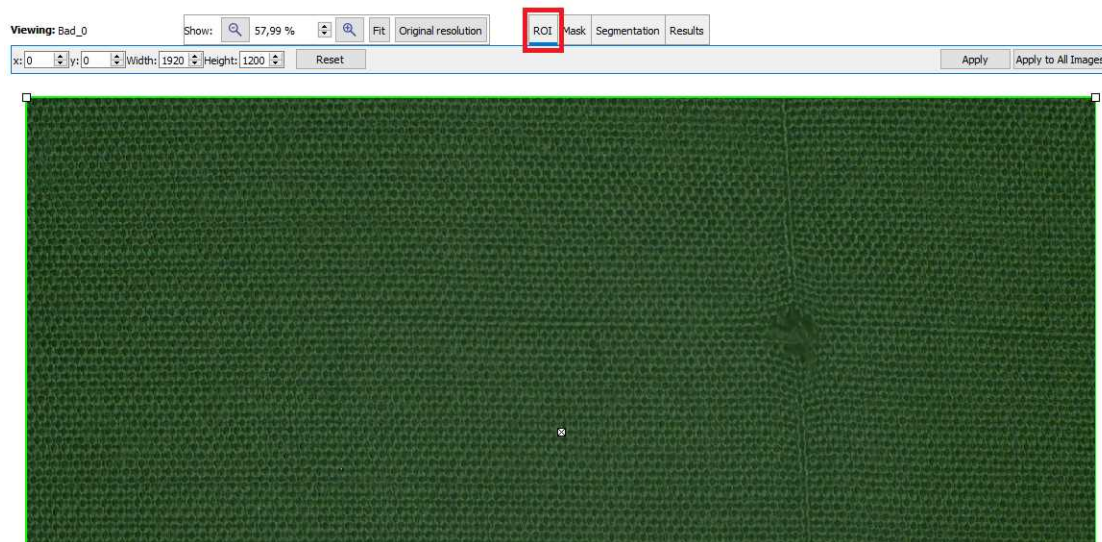 Viewing: Bad_0 Show: 57,99 % Fit Original resolution ROI Mask Segmentation Results
x: 0 y: 0 Width: 1920 Height: 1200 Reset Apply Apply to All Images